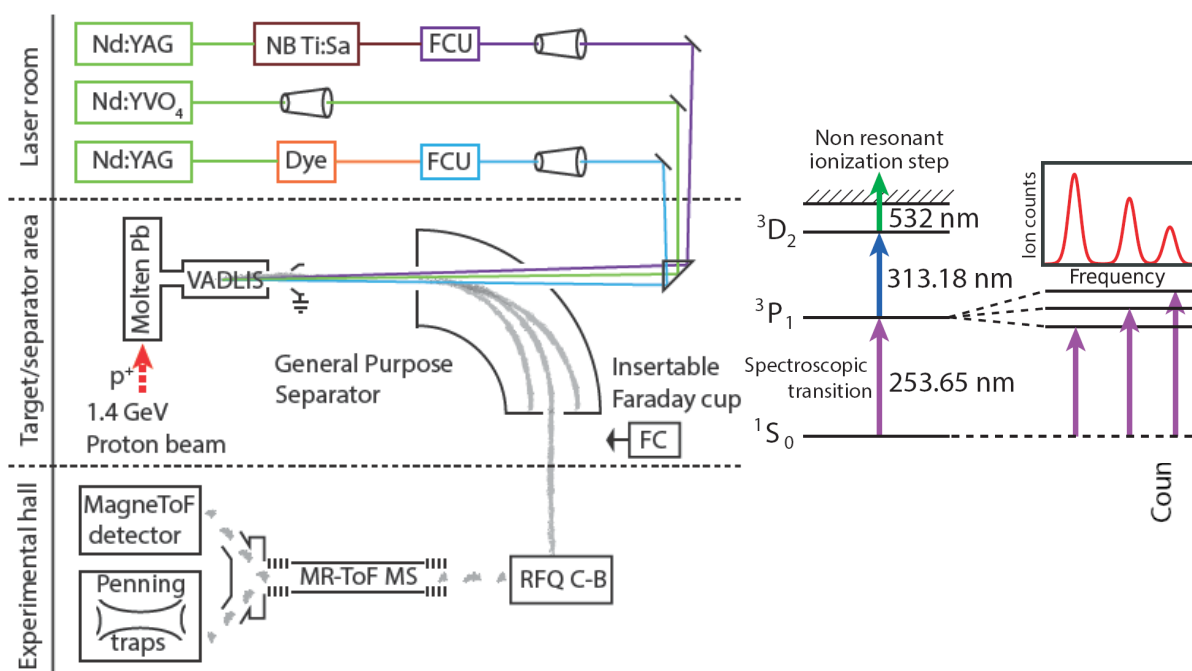 Laser room
Nd:YAG
NB Ti:Sa
FCU
Nd:YVO4
Nd:YAG
Dye
FCU
Target/separator area
Molten Pb
VADLIS
p+
1.4 GeV
Proton beam
General Purpose
Separator
Insertable
Faraday cup
FC
Experimental hall
MagneToF
detector
Penning
traps
MR-ToF MS
RFQ C-B
Non resonant
ionization step
3D2
532 nm
313.18 nm
3P1
Spectroscopic
transition
253.65 nm
1S0
Ion counts
Frequency
Coun